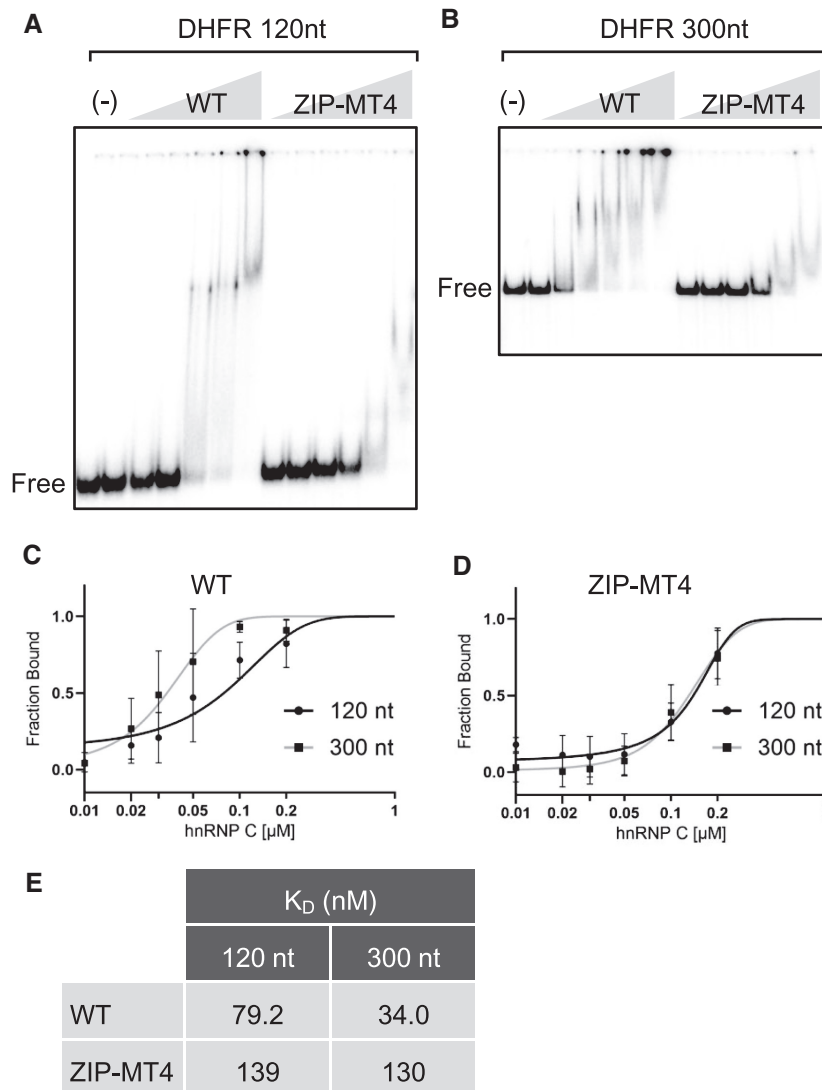 A
DHFR 120nt
(-) WT ZIP-MT4
Free
B
DHFR 300nt
(-) WT ZIP-MT4
Free
C
WT
Fraction Bound
1.0
0.5
0.0
120 nt
300 nt
0.01 0.02 0.05 0.1 0.2 1
hnRNP C [µM]
D
ZIP-MT4
Fraction Bound
1.0
0.5
0.0
120 nt
300 nt
0.01 0.02 0.05 0.1 0.2
hnRNP C [µM]
E
KD (nM)
120 nt 300 nt
WT 79.2 34.0
ZIP-MT4 139 130